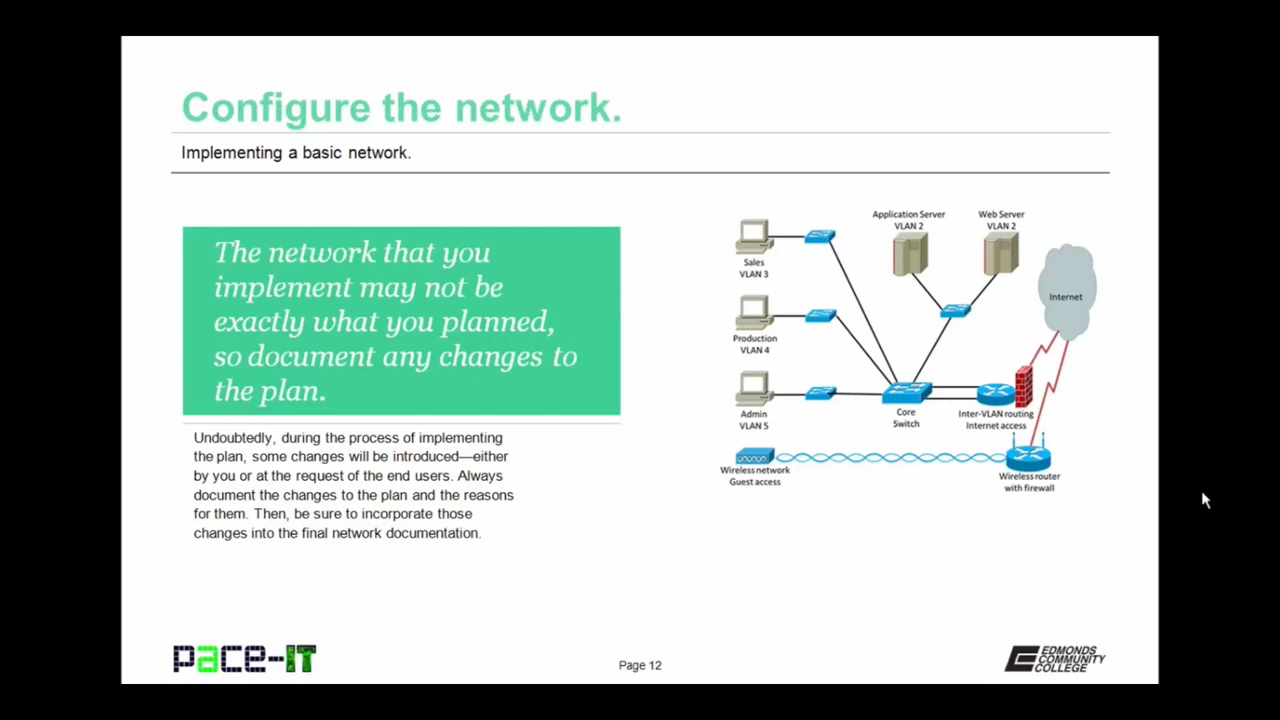 Configure the network.
Implementing a basic network.
The network that you
implement may not be
exactly what you planned,
so document any changes to
the plan.
Undoubtedly, during the process of implementing
the plan, some changes will be introduced—either
by you or at the request of the end users. Always
document the changes to the plan and the reasons
for them. Then, be sure to incorporate those
changes into the final network documentation.
Application Server
VLAN 2
Web Server
VLAN 2
Sales
VLAN 3
Internet
Production
VLAN 4
Admin
VLAN 5
Core
Switch
Inter-VLAN routing
Internet access
Wireless network
Guest access
Wireless router
with firewall
pace-IT
Page 12
EDMONDS
COMMUNITY
COLLEGE